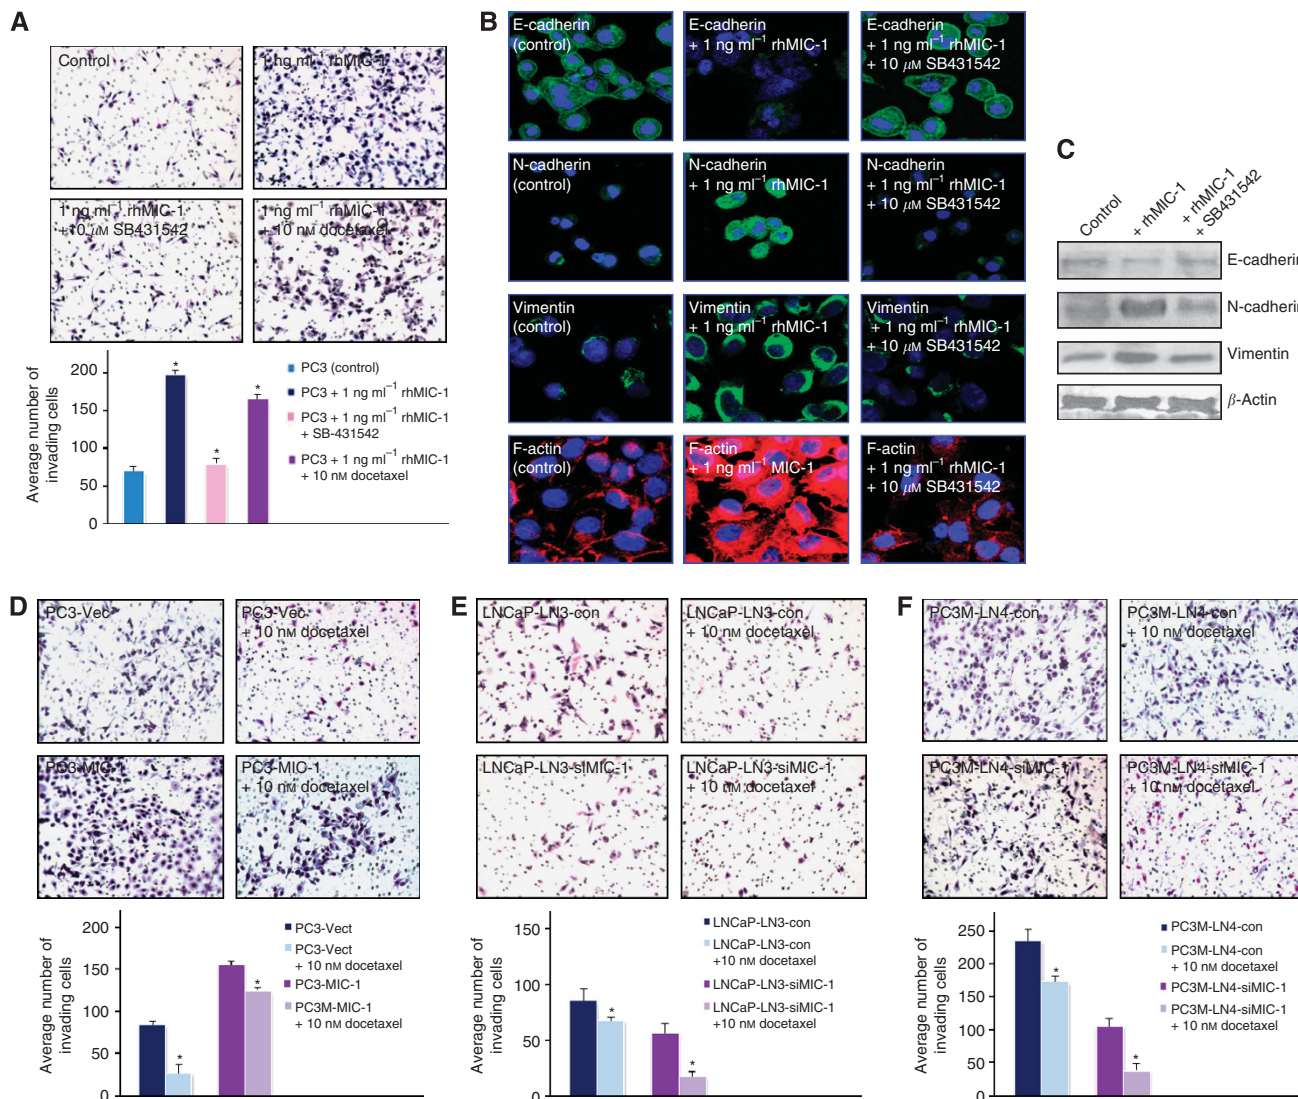 A
Control
1 ng ml⁻¹ rhMIC-1
1 ng ml⁻¹ rhMIC-1
+ 10 μM SB431542
1 ng ml⁻¹ rhMIC-1
+ 10 nM docetaxel
Average number of
invading cells
200
150
100
50
0
*
*
*
PC3 (control)
PC3 + 1 ng ml⁻¹ rhMIC-1
PC3 + 1 ng ml⁻¹ rhMIC-1
+ SB-431542
PC3 + 1 ng ml⁻¹ rhMIC-1
+ 10 nM docetaxel
B
E-cadherin
(control)
E-cadherin
+ 1 ng ml⁻¹ rhMIC-1
E-cadherin
+ 1 ng ml⁻¹ rhMIC-1
+ 10 μM SB431542
N-cadherin
(control)
N-cadherin
+ 1 ng ml⁻¹ rhMIC-1
N-cadherin
+ 1 ng ml⁻¹ rhMIC-1
+ 10 μM SB431542
Vimentin
(control)
Vimentin
+ 1 ng ml⁻¹ rhMIC-1
Vimentin
+ 1 ng ml⁻¹ rhMIC-1
+ 10 μM SB431542
F-actin
(control)
F-actin
+ 1 ng ml⁻¹ MIC-1
F-actin
+ 1 ng ml⁻¹ rhMIC-1
+ 10 μM SB431542
C
Control
+ rhMIC-1
+ rhMIC-1
+ SB431542
E-cadherin
N-cadherin
Vimentin
β-Actin
D
PC3-Vec
PC3-Vec
+ 10 nM docetaxel
PC3-MIC-1
PC3-MIC-1
+ 10 nM docetaxel
Average number of
invading cells
200
150
100
50
0
*
*
PC3-Vect
PC3-Vect
+ 10 nM docetaxel
PC3-MIC-1
PC3M-MIC-1
+ 10 nM docetaxel
E
LNCaP-LN3-con
LNCaP-LN3-con
+ 10 nM docetaxel
LNCaP-LN3-siMIC-1
LNCaP-LN3-siMIC-1
+ 10 nM docetaxel
Average number of
invading cells
150
100
50
0
*
*
LNCaP-LN3-con
LNCaP-LN3-con
+10 nM docetaxel
LNCaP-LN3-siMIC-1
LNCaP-LN3-siMIC-1
+10 nM docetaxel
F
PC3M-LN4-con
PC3M-LN4-con
+ 10 nM docetaxel
PC3M-LN4-siMIC-1
PC3M-LN4-siMIC-1
+ 10 nM docetaxel
Average number of
invading cells
250
200
150
100
50
0
*
*
PC3M-LN4-con
PC3M-LN4-con
+ 10 nM docetaxel
PC3M-LN4-siMIC-1
PC3M-LN4-siMIC-1
+ 10 nM docetaxel